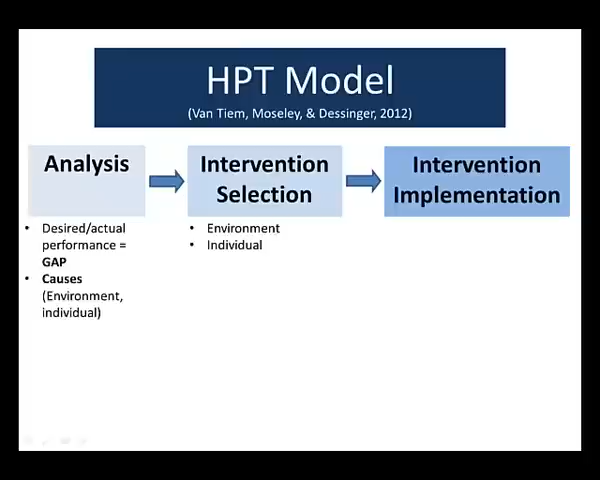 HPT Model
(Van Tiem, Moseley, & Dessinger, 2012)
Analysis
• Desired/actual
performance =
GAP
• Causes
(Environment,
individual)
Intervention
Selection
• Environment
• Individual
Intervention
Implementation